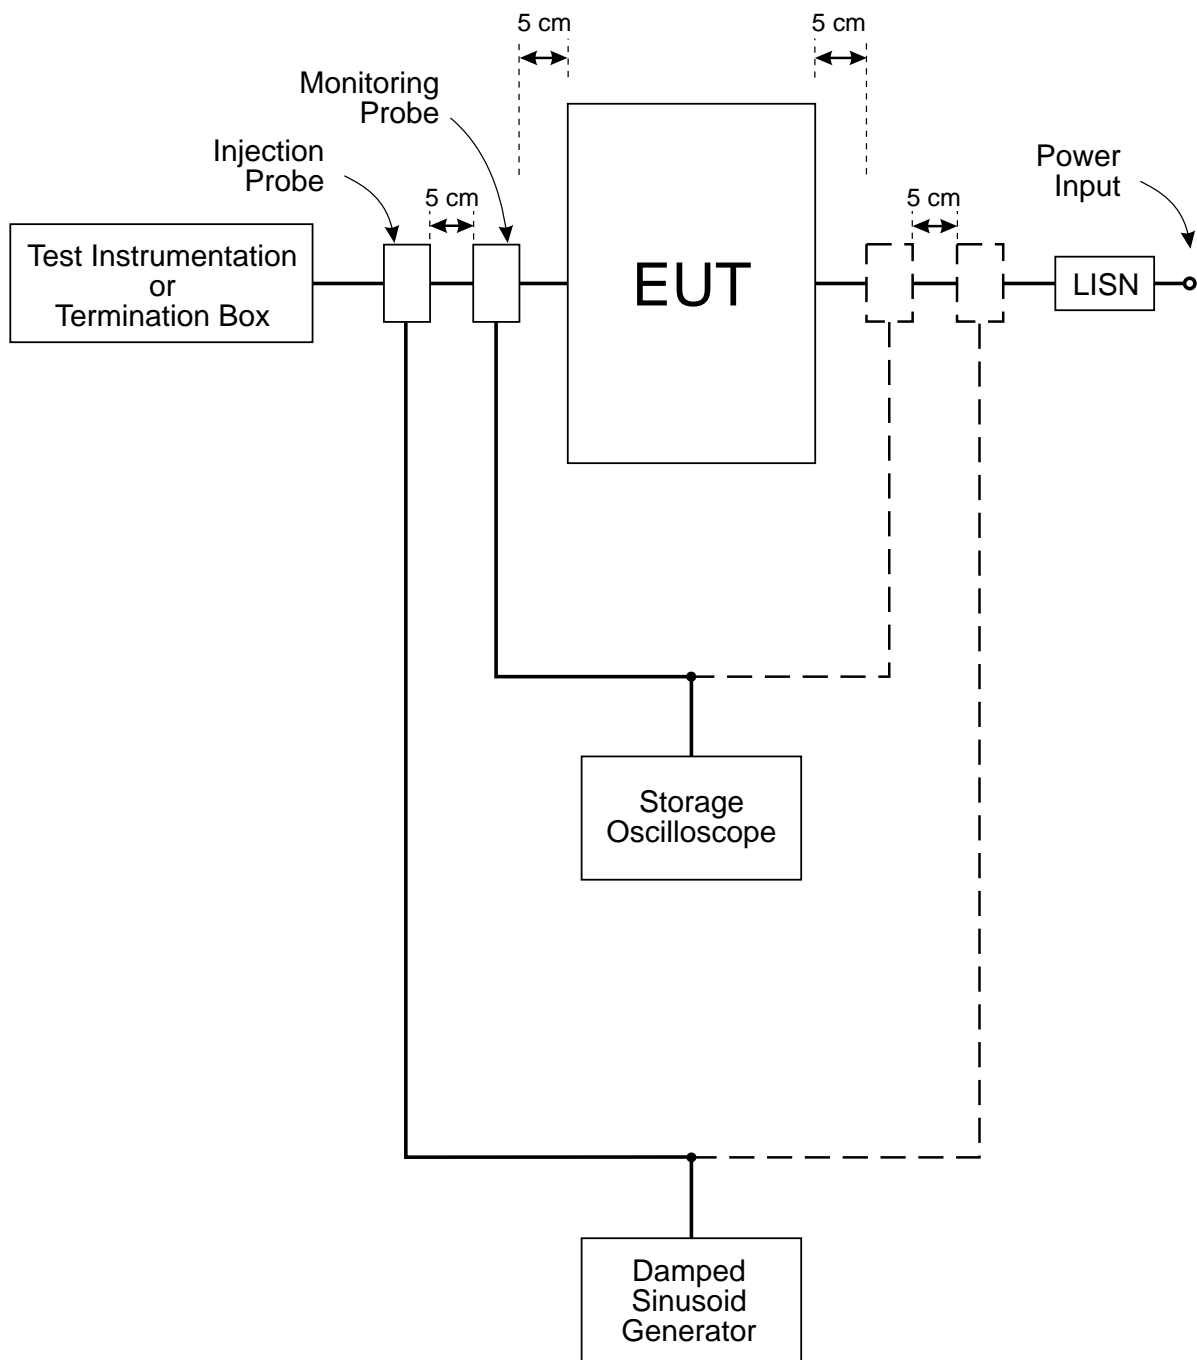 5 cm
5 cm
Monitoring
Probe
Injection
Probe
Power
Input
5 cm
5 cm
Test Instrumentation
or
Termination Box
EUT
LISN
Storage
Oscilloscope
Damped
Sinusoid
Generator